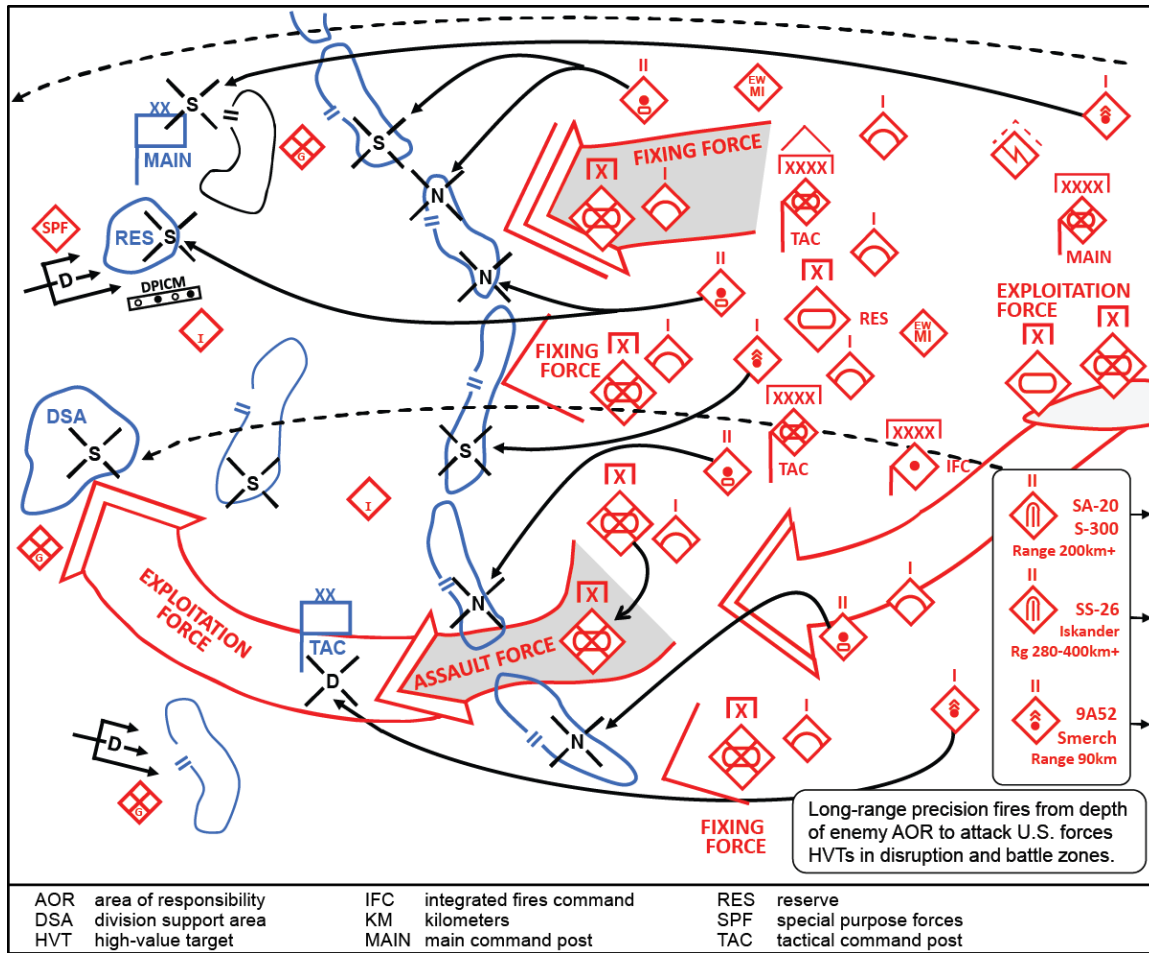 II
EW
MI
I
I
S
XX
MAIN
G
S
FIXING FORCE
X
I
XXXX
TAC
XXXX
MAIN
N
SPF
RES
S
D
DPICM
N
I
II
X
RES
EW
MI
EXPLOITATION
FORCE
X
X
I
FIXING
FORCE
X
I
I
I
DSA
S
S
S
XXXX
TAC
XXXX
IFC
II
I
X
I
G
II
SA-20
S-300
Range 200km+
EXPLOITATION
FORCE
XX
TAC
N
X
ASSAULT FORCE
I
II
II
SS-26
Iskander
Rg 280-400km+
D
D
N
G
X
I
I
FIXING
FORCE
II
9A52
Smerch
Range 90km
Long-range precision fires from depth
of enemy AOR to attack U.S. forces
HVTs in disruption and battle zones.
AOR area of responsibility
DSA division support area
HVT high-value target
IFC integrated fires command
KM kilometers
MAIN main command post
RES reserve
SPF special purpose forces
TAC tactical command post